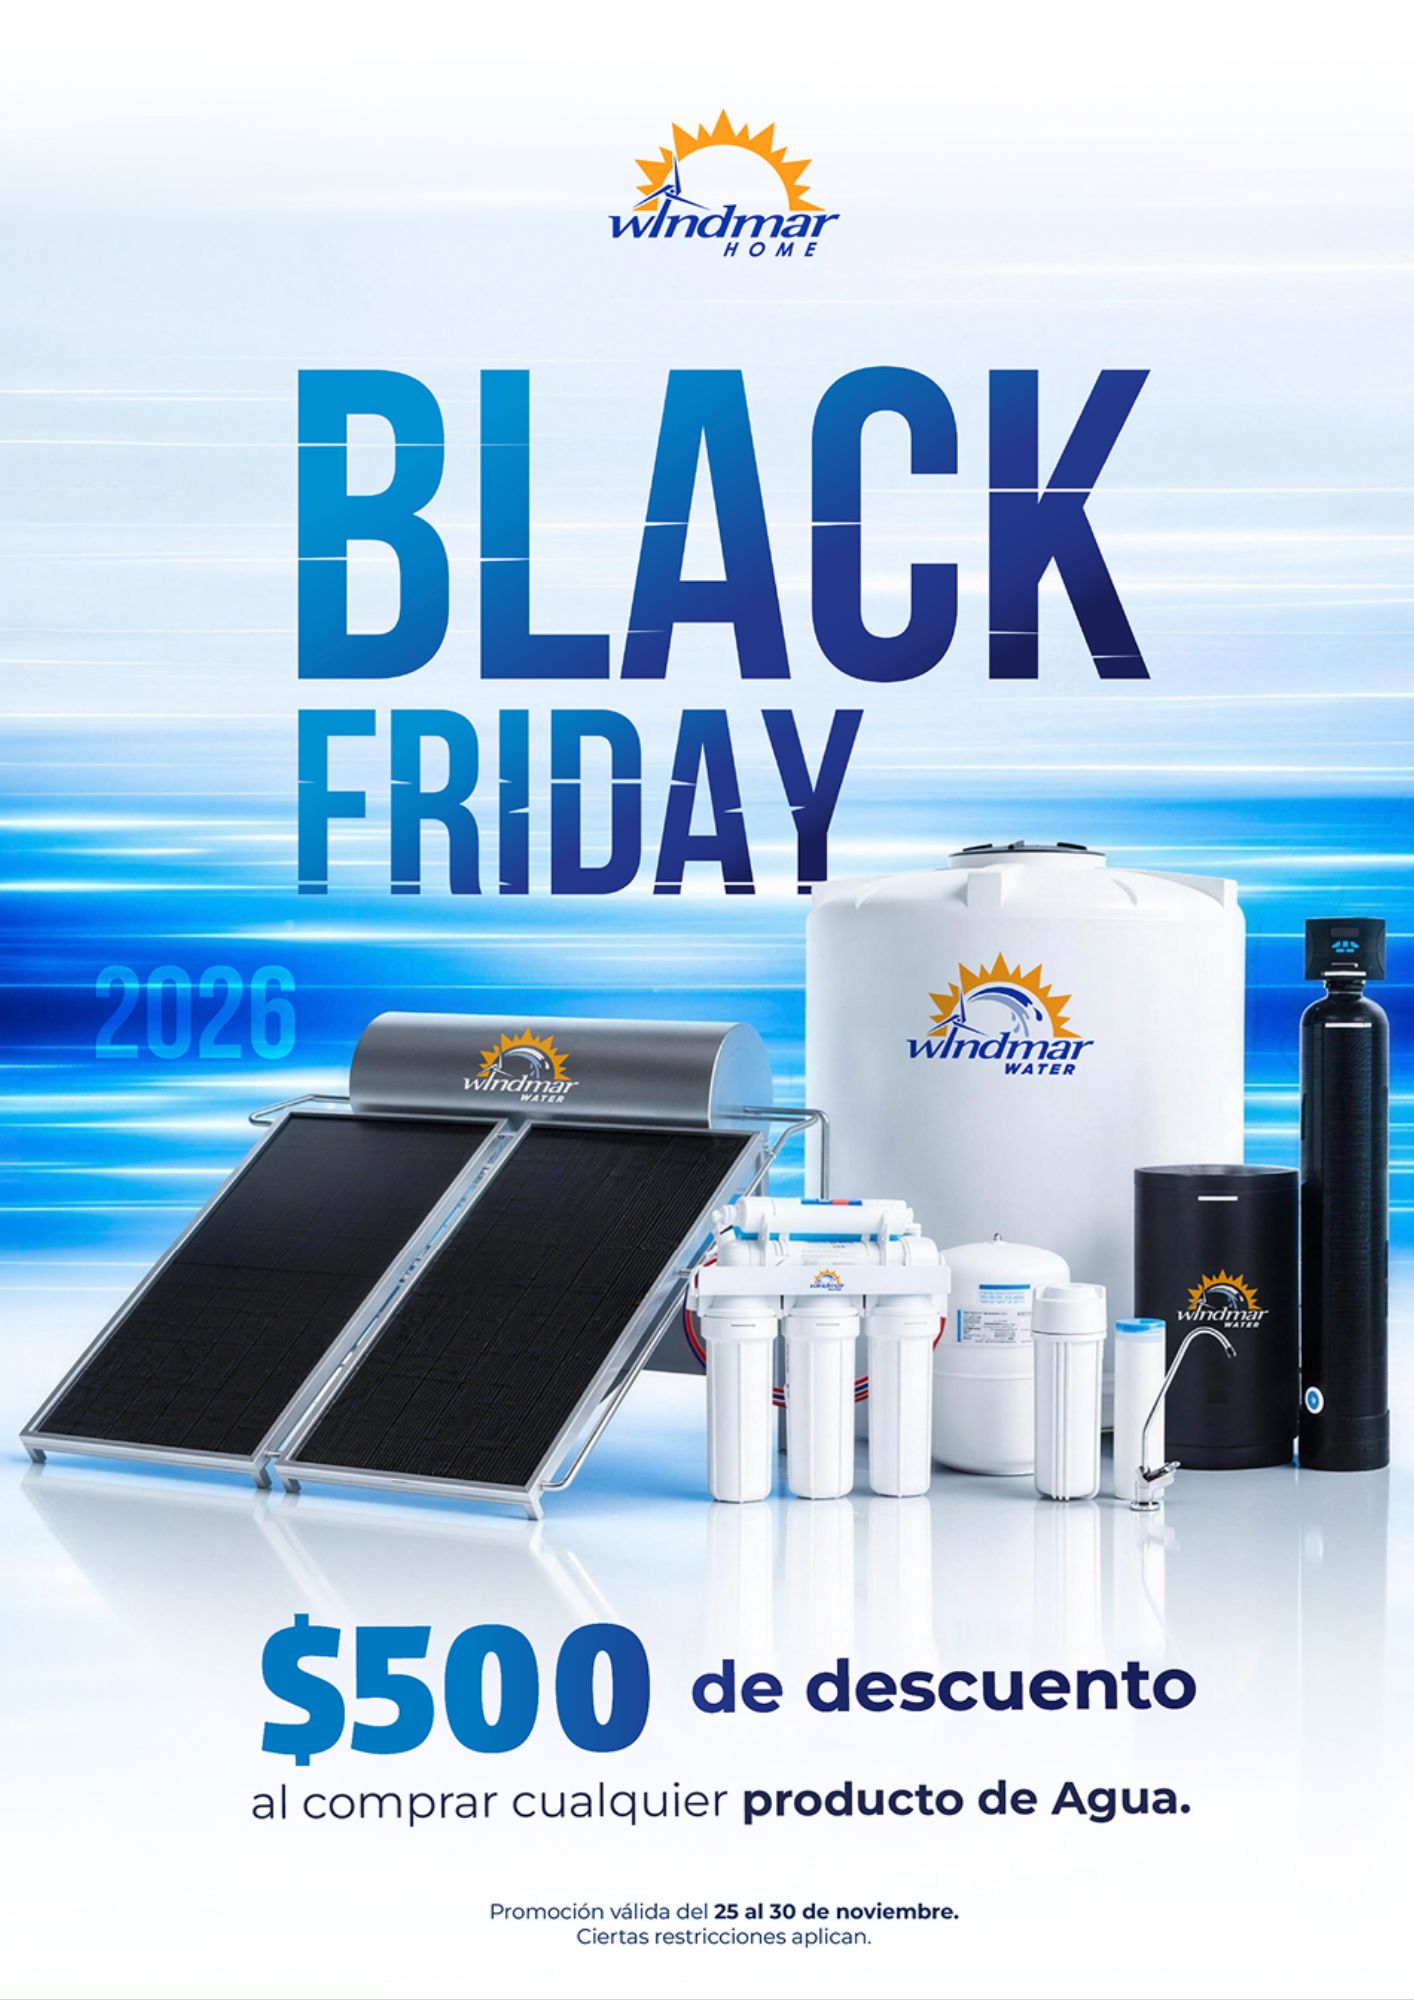 windmar
HOME
BLACK
FRIDAY
2026
windmar
WATER
windmar
WATER
windmar
WATER
$500 de descuento
al comprar cualquier producto de Agua.
Promoción válida del 25 al 30 de noviembre.
Ciertas restricciones aplican.